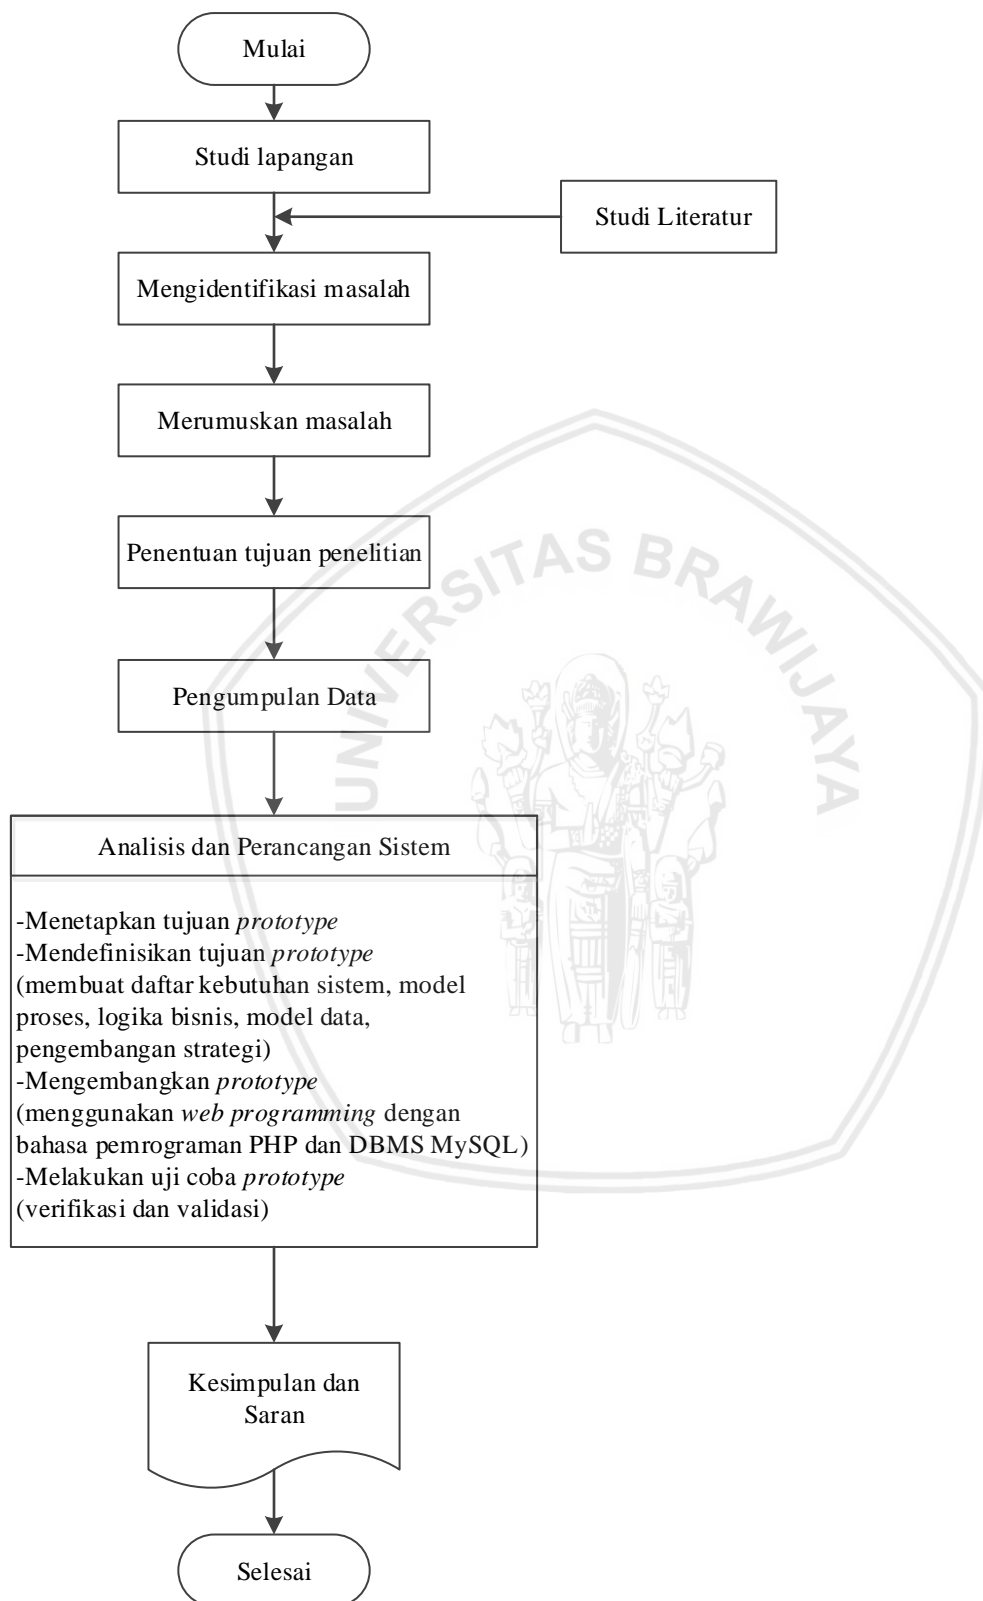 Mulai
Studi lapangan
Studi Literatur
Mengidentifikasi masalah
Merumuskan masalah
Penentuan tujuan penelitian
Pengumpulan Data
Analisis dan Perancangan Sistem
-Menetapkan tujuan prototype
-Mendefinisikan tujuan prototype
(membuat daftar kebutuhan sistem, model
proses, logika bisnis, model data,
pengembangan strategi)
-Mengembangkan prototype
(menggunakan web programming dengan
bahasa pemrograman PHP dan DBMS MySQL)
-Melakukan uji coba prototype
(verifikasi dan validasi)
Kesimpulan dan
Saran
Selesai
UNIVERSITAS BRAWIJAYA